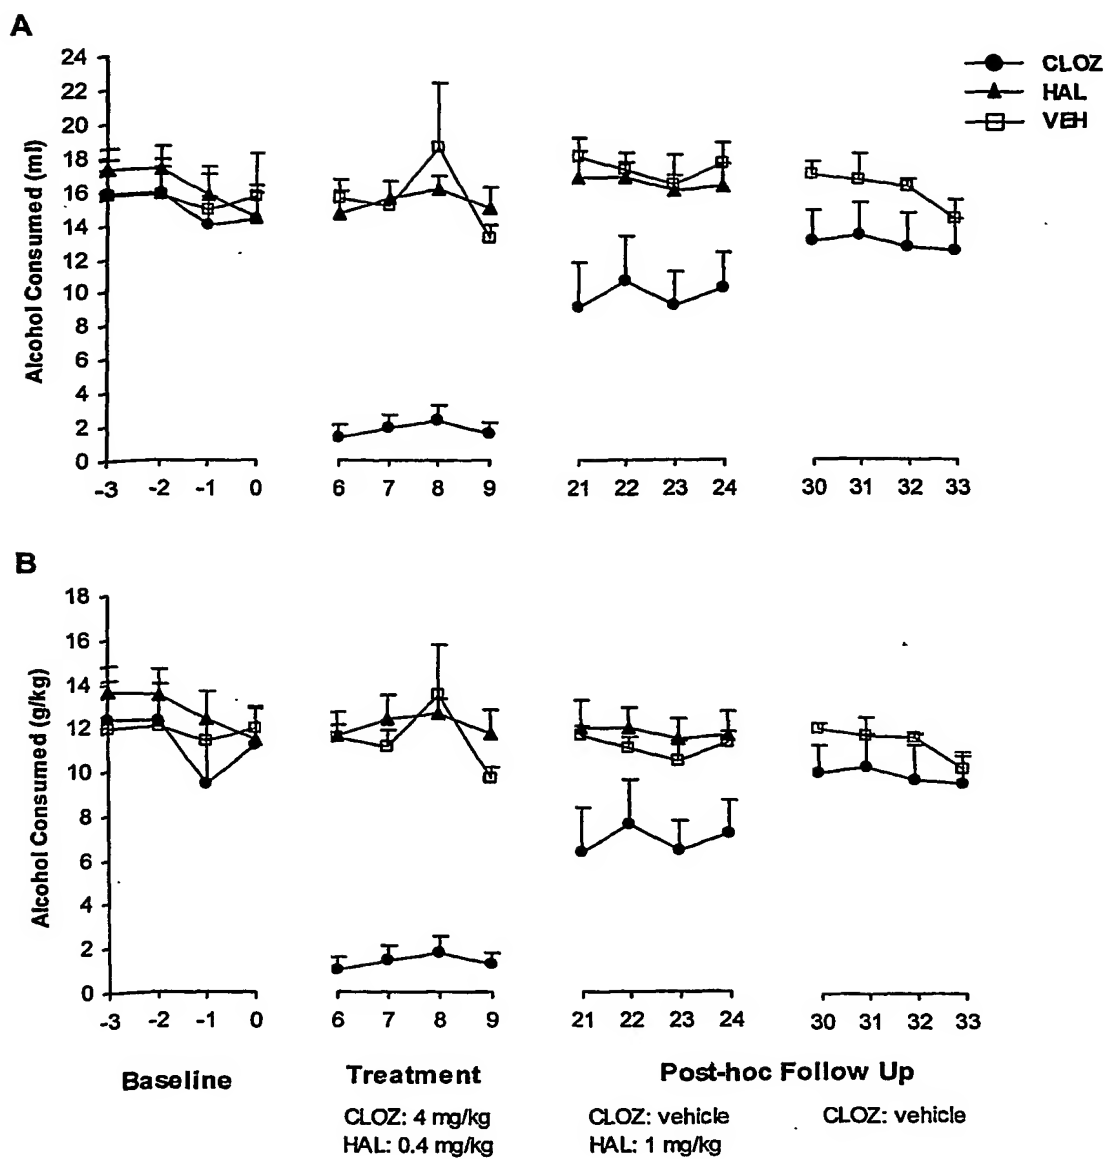 A
CLOZ
HAL
VEH
Alcohol Consumed (ml)
24
22
20
18
16
14
12
10
8
6
4
2
0
-3 -2 -1 0 6 7 8 9 21 22 23 24 30 31 32 33
B
Alcohol Consumed (g/kg)
18
16
14
12
10
8
6
4
2
0
-3 -2 -1 0 6 7 8 9 21 22 23 24 30 31 32 33
Baseline Treatment Post-hoc Follow Up
CLOZ: 4 mg/kg CLOZ: vehicle CLOZ: vehicle
HAL: 0.4 mg/kg HAL: 1 mg/kg